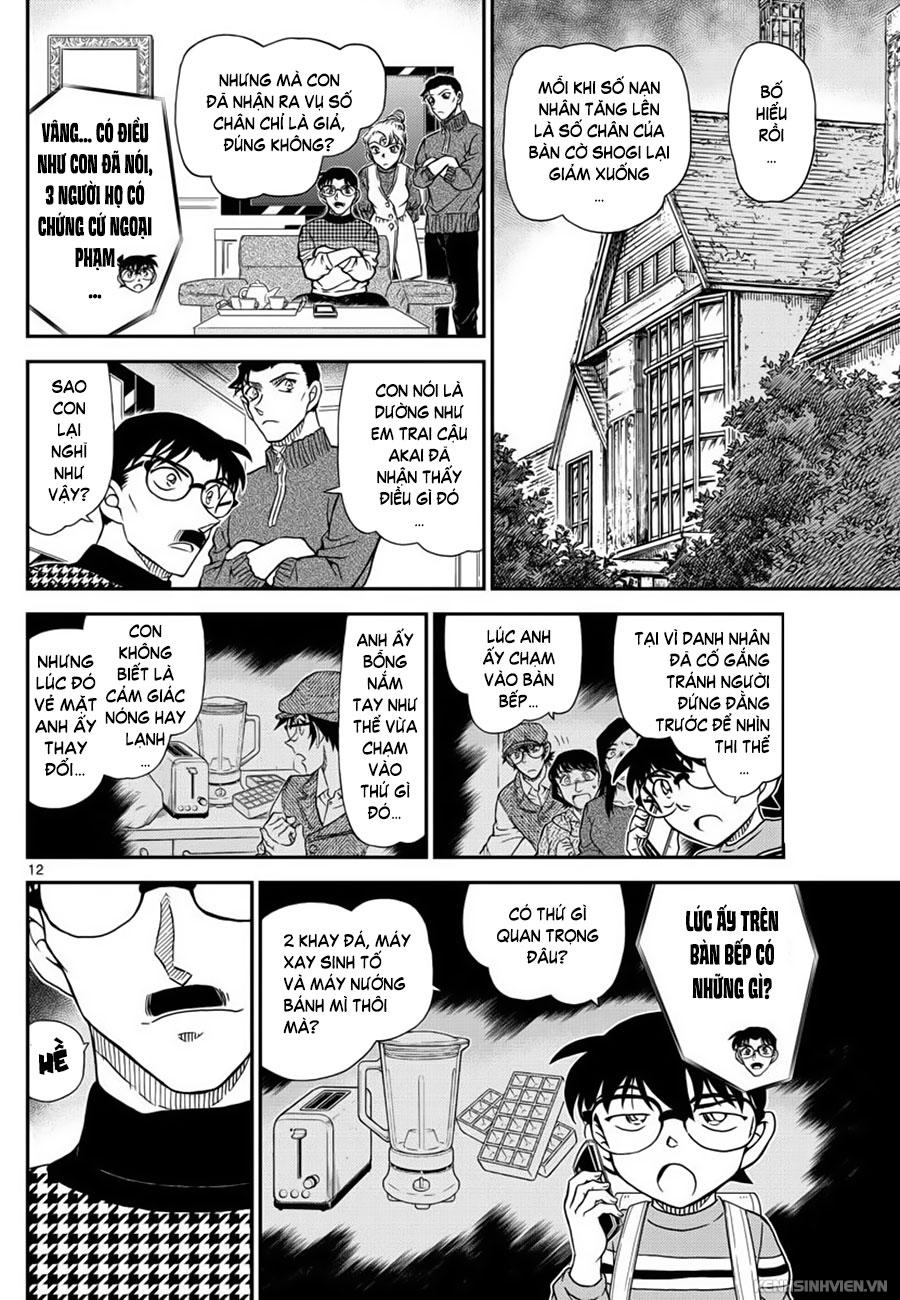 BỐ
HIỂU
RỒI
...
MỖI KHI SỐ NẠN
NHÂN TĂNG LÊN
LÀ SỐ CHÂN CỦA
BÀN CỜ SHOGI LẠI
GIẢM XUỐNG
...
NHƯNG MÀ CON
ĐÃ NHẬN RA VỤ SỐ
CHÂN CHỈ LÀ GIẢ,
ĐÚNG KHÔNG?
VÂNG... CÓ ĐIỀU
NHƯ CON ĐÃ NÓI,
3 NGƯỜI HỌ CÓ
CHỨNG CỨ NGOẠI
PHẠM
...
CON NÓI LÀ
DƯỜNG NHƯ
EM TRAI CẬU
AKAI ĐÃ
NHẬN THẤY
ĐIỀU GÌ ĐÓ
...
SAO
CON
LẠI
NGHĨ
NHƯ
VẬY?
TẠI VÌ DANH NHÂN
ĐÃ CỐ GẮNG
TRÁNH NGƯỜI
ĐỨNG ĐẰNG
TRƯỚC ĐỂ NHÌN
THI THỂ
...
LÚC ANH
ẤY CHẠM
VÀO BÀN
BẾP...
ANH ẤY
BỖNG
NẮM
TAY NHƯ
THỂ VỪA
CHẠM
VÀO
THỨ GÌ
ĐÓ...
CON
KHÔNG
BIẾT LÀ
CẢM GIÁC
NÓNG HAY
LẠNH...
NHƯNG
LÚC ĐÓ
VẺ MẶT
ANH ẤY
THAY
ĐỔI...
12
LÚC ẤY TRÊN
BÀN BẾP CÓ
NHỮNG GÌ?
CÓ THỨ GÌ
QUAN TRỌNG
ĐÂU?
2 KHAY ĐÁ, MÁY
XAY SINH TỐ
VÀ MÁY NƯỚNG
BÁNH MÌ THÔI
MÀ?
HỀ
KENHSINHVIEN.VN